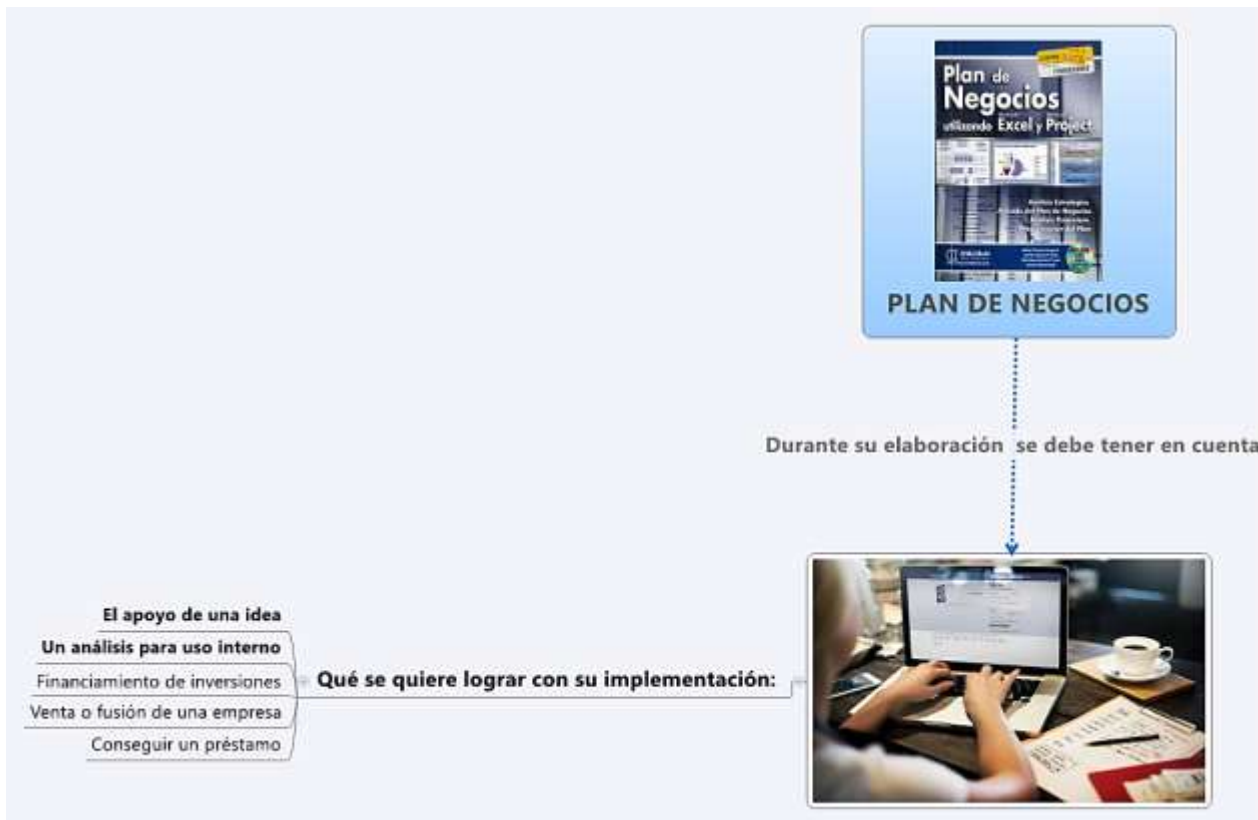 Plan de
Negocios
utilizando Excel y Project
PLAN DE NEGOCIOS
Durante su elaboración se debe tener en cuenta
El apoyo de una idea
Un análisis para uso interno
Financiamiento de inversiones
Venta o fusión de una empresa
Conseguir un préstamo
Qué se quiere lograr con su implementación: